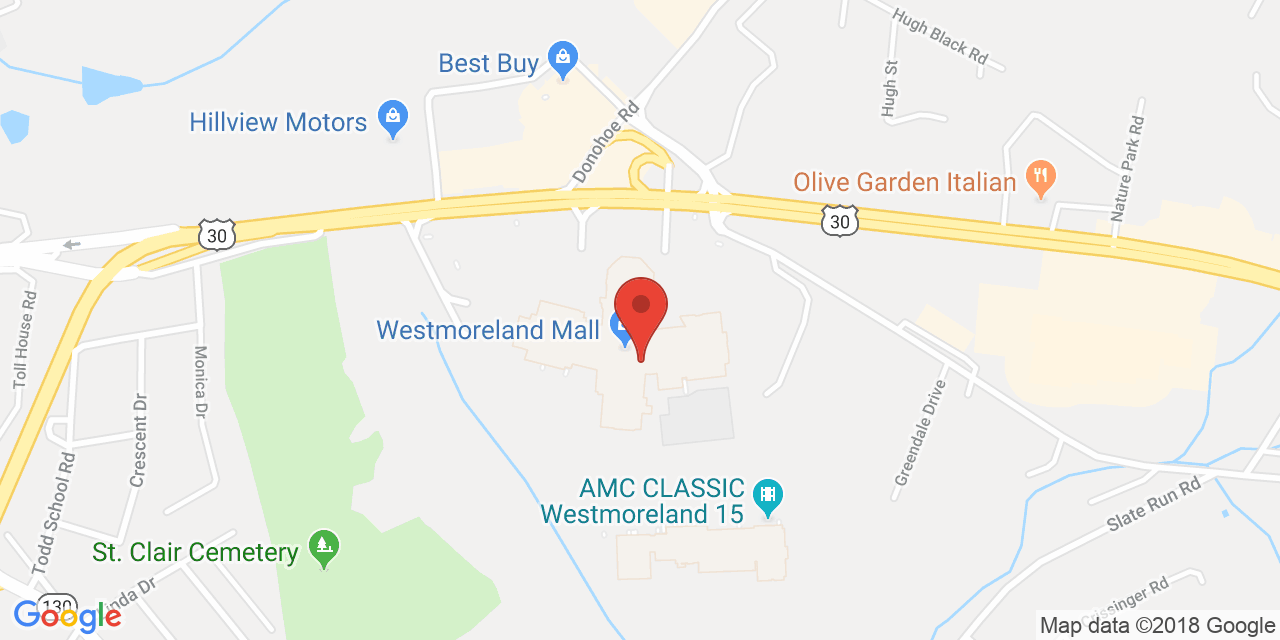 Hugh Black Rd
Best Buy
Hugh St
Hillview Motors
Donohoe Rd
Nature Park Rd
Olive Garden Italian
30
30
Toll House Rd
Westmoreland Mall
Monica Dr
Crescent Dr
Greendale Drive
Todd School Rd
AMC CLASSIC
Westmoreland 15
Slate Run Rd
St. Clair Cemetery
130
Crissinger Rd
Google
Map data ©2018 Google